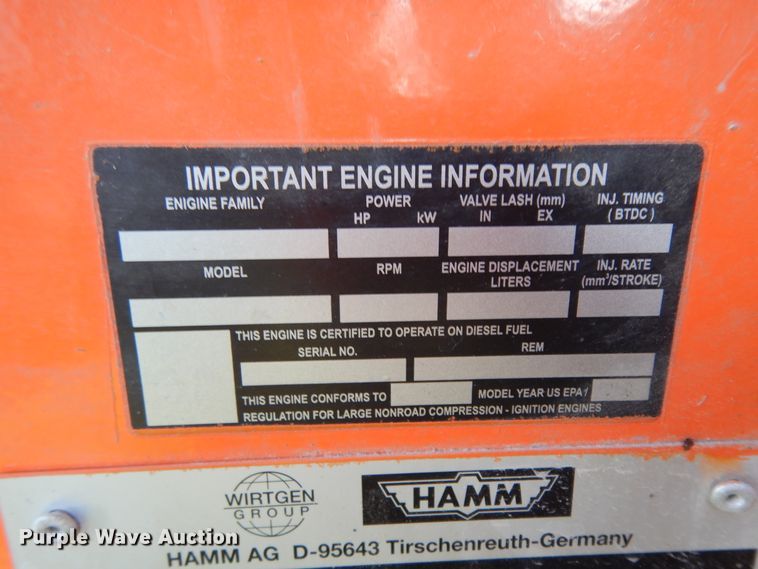 IMPORTANT ENGINE INFORMATION
ENIGINE FAMILY
POWER
HP kW
VALVE LASH (mm)
IN EX
INJ. TIMING
( BTDC )
MODEL
RPM
ENGINE DISPLACEMENT
LITERS
INJ. RATE
(mm³/STROKE)
THIS ENGINE IS CERTIFIED TO OPERATE ON DIESEL FUEL
SERIAL NO. REM
THIS ENGINE CONFORMS TO MODEL YEAR US EPA
REGULATION FOR LARGE NONROAD COMPRESSION - IGNITION ENGINES
WIRTGEN
GROUP
HAMM
HAMM AG D-95643 Tirschenreuth-Germany
Purple Wave Auction